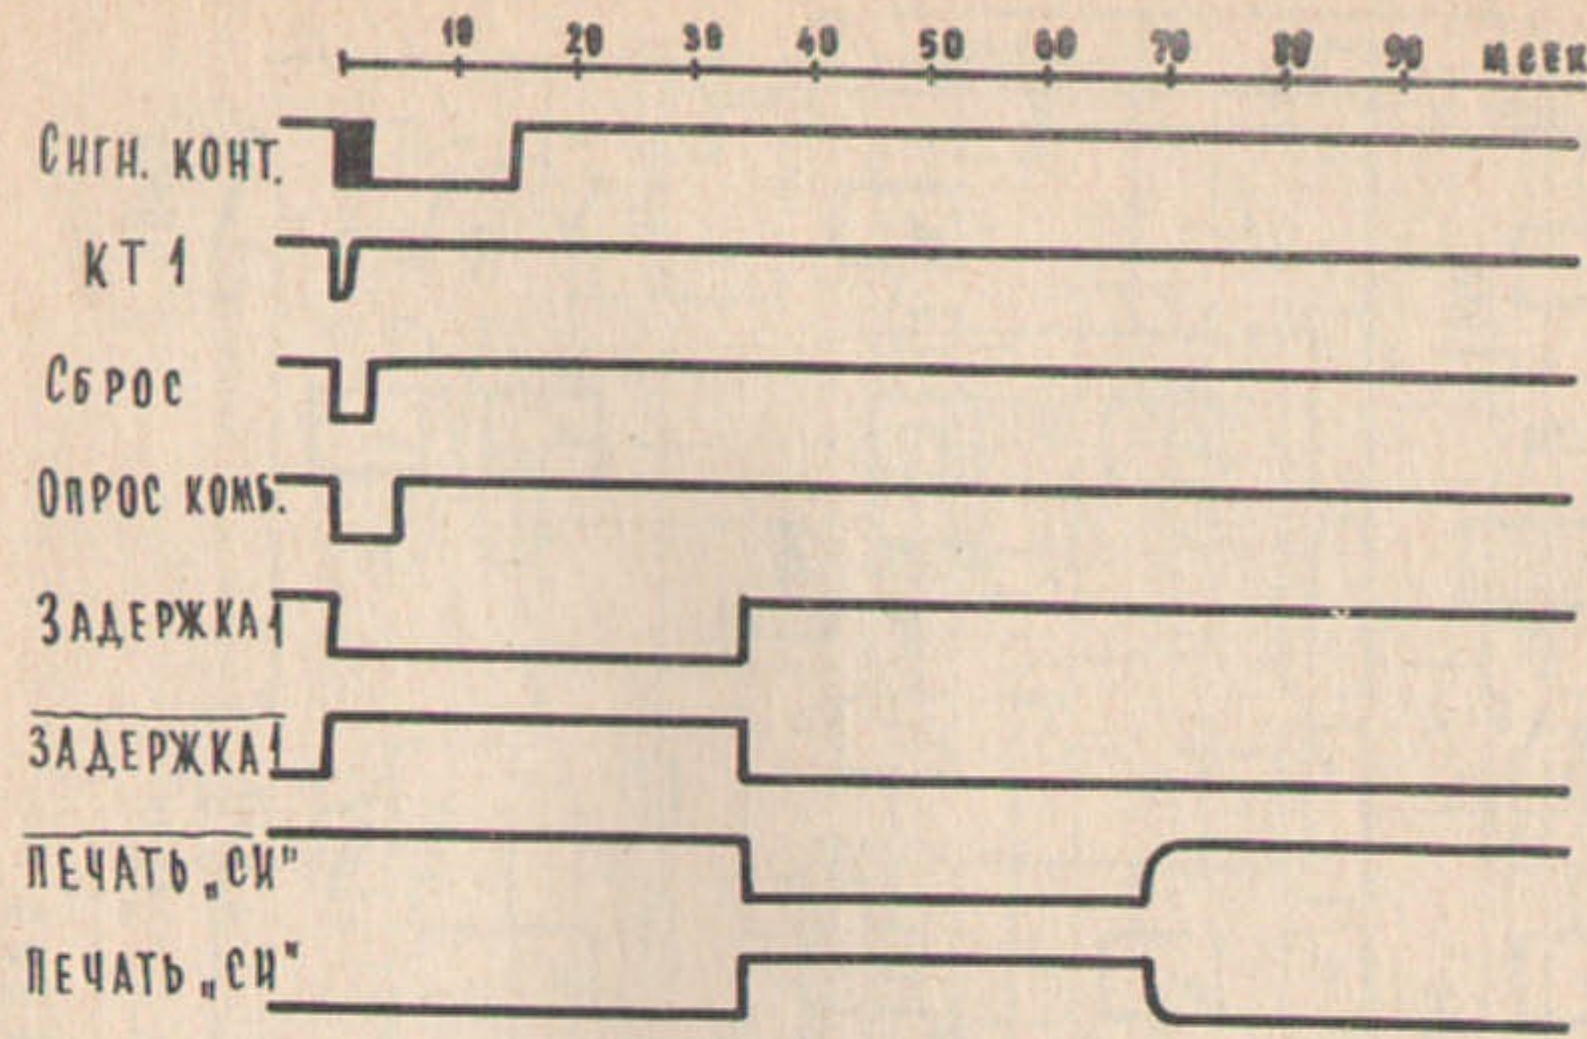 10 20 30 40 50 60 70 80 90 мсек
Сигн. конт.
КТ 1
Сброс
Опрос комб.
Задержка 1
Задержка 1
Печать „СИ"
Печать „СИ"